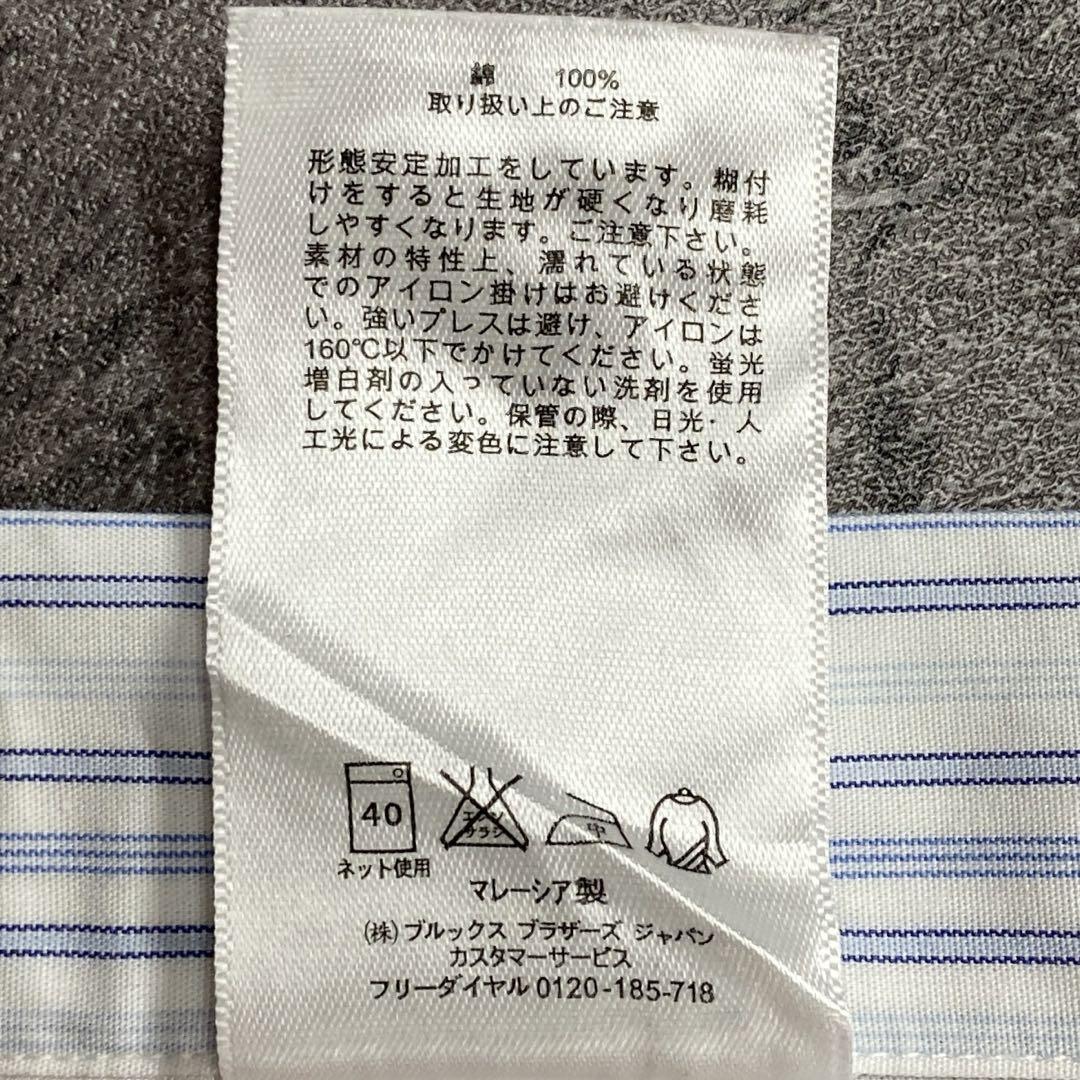 綿 100%
取り扱い上のご注意
形態安定加工をしています。糊付
けをすると生地が硬くなり磨耗
しやすくなります。ご注意下さい。
素材の特性上、濡れている状態
でのアイロン掛けはお避けくださ
い。強いプレスは避け、アイロンは
160℃以下でかけてください。蛍光
増白剤の入っていない洗剤を使用
してください。保管の際、日光・人
工光による変色に注意して下さい。
40
エンソ
サラシ
中
ネット使用
マレーシア製
(株)ブルックス ブラザーズ ジャパン
カスタマーサービス
フリーダイヤル 0120-185-718